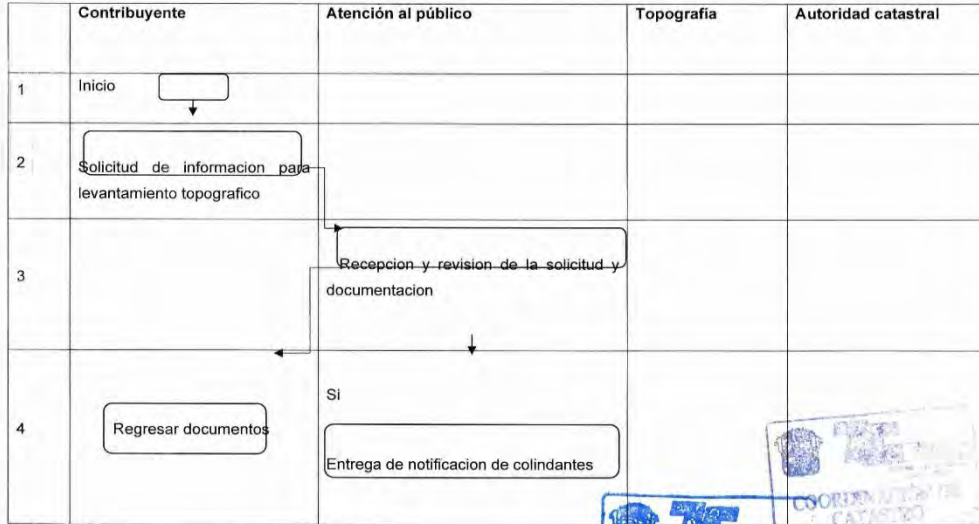 Contribuyente
Atención al público
Topografía
Autoridad catastral
1
Inicio
2
Solicitud de informacion para
levantamiento topografico
3
Recepcion y revision de la solicitud y
documentacion
4
Regresar documentos
Si
Entrega de notificacion de colindantes
CATASTRO